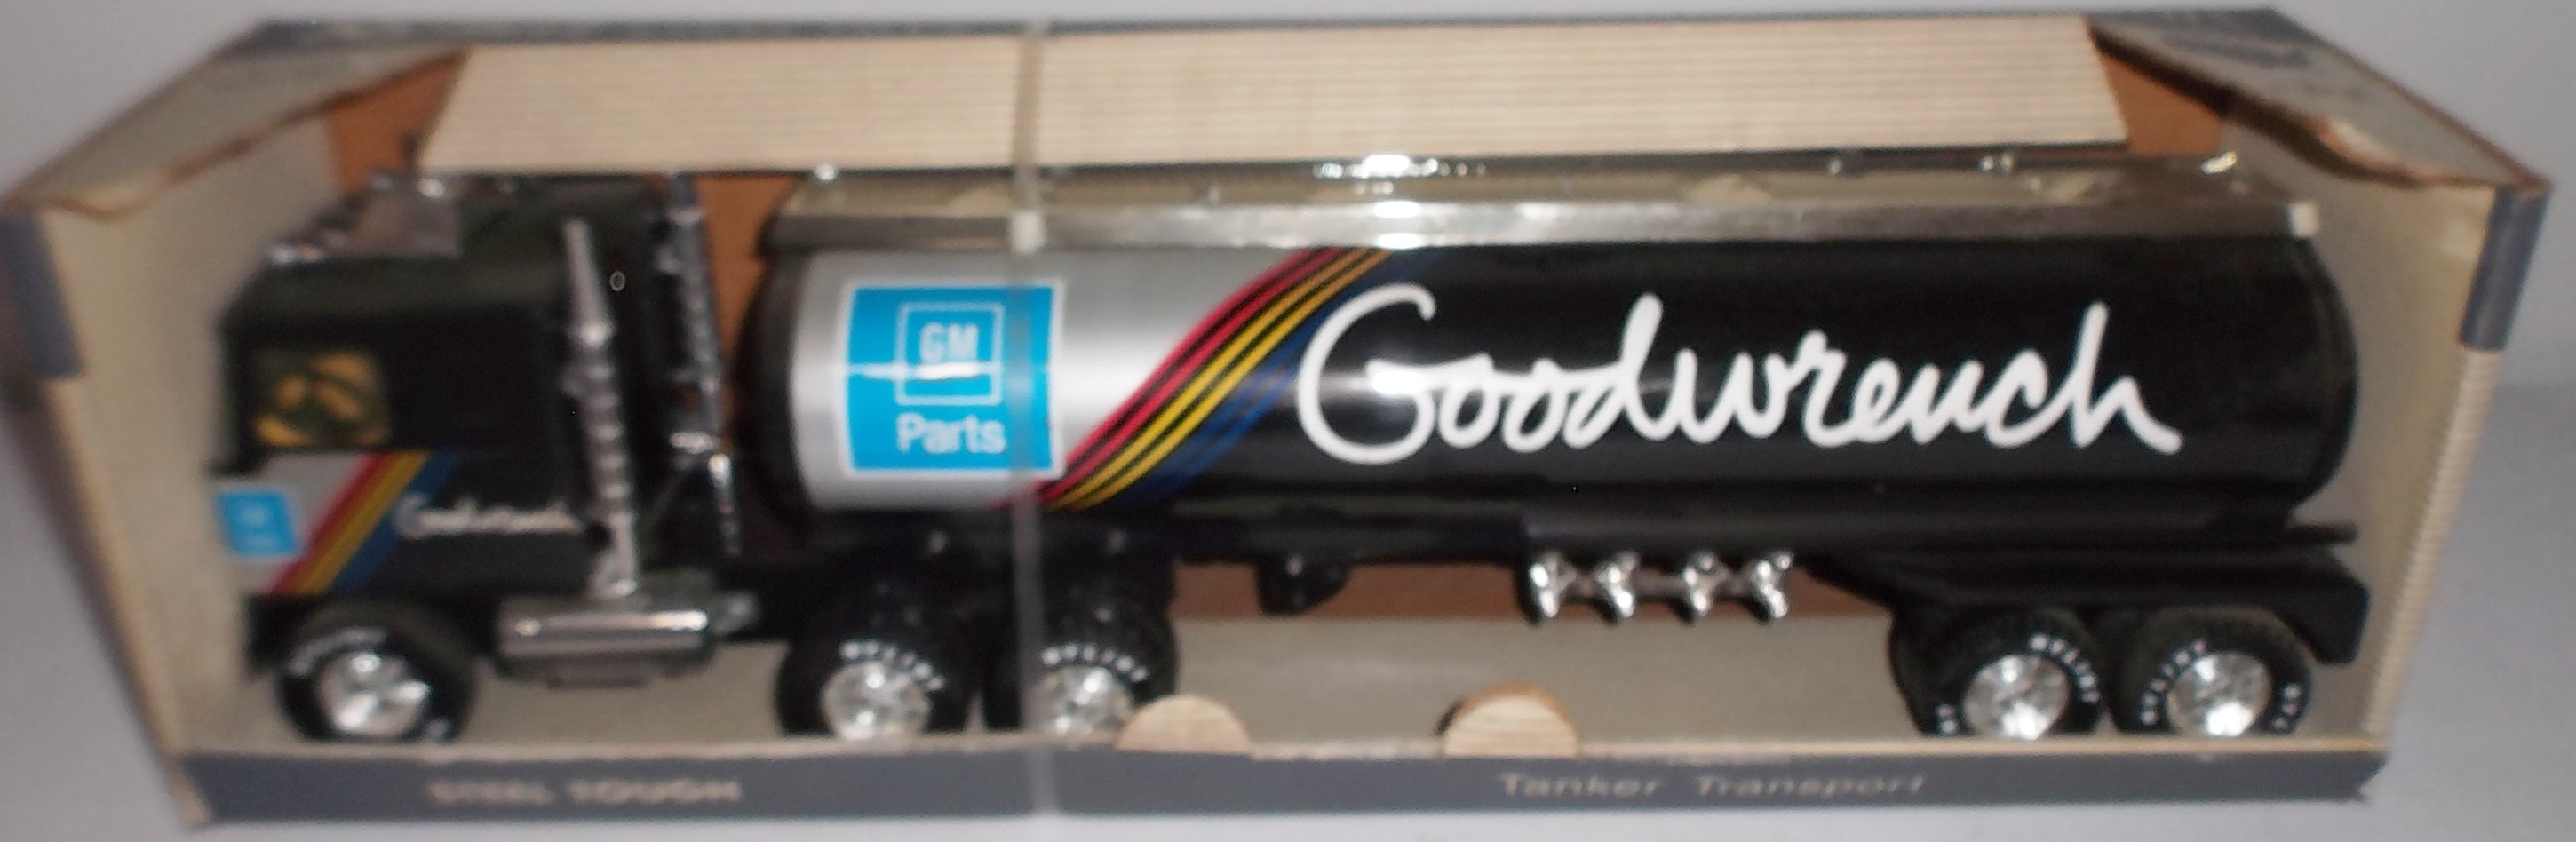 GM
Parts
Goodwrench
Goodwrench
STEEL TOUGH
Tanker Transport